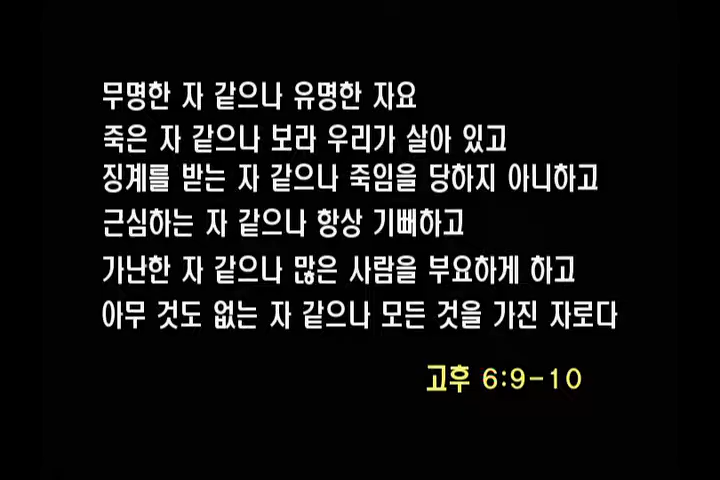 무명한 자 같으나 유명한 자요
죽은 자 같으나 보라 우리가 살아 있고
징계를 받는 자 같으나 죽임을 당하지 아니하고
근심하는 자 같으나 항상 기뻐하고
가난한 자 같으나 많은 사람을 부요하게 하고
아무 것도 없는 자 같으나 모든 것을 가진 자로다
고후 6:9-10